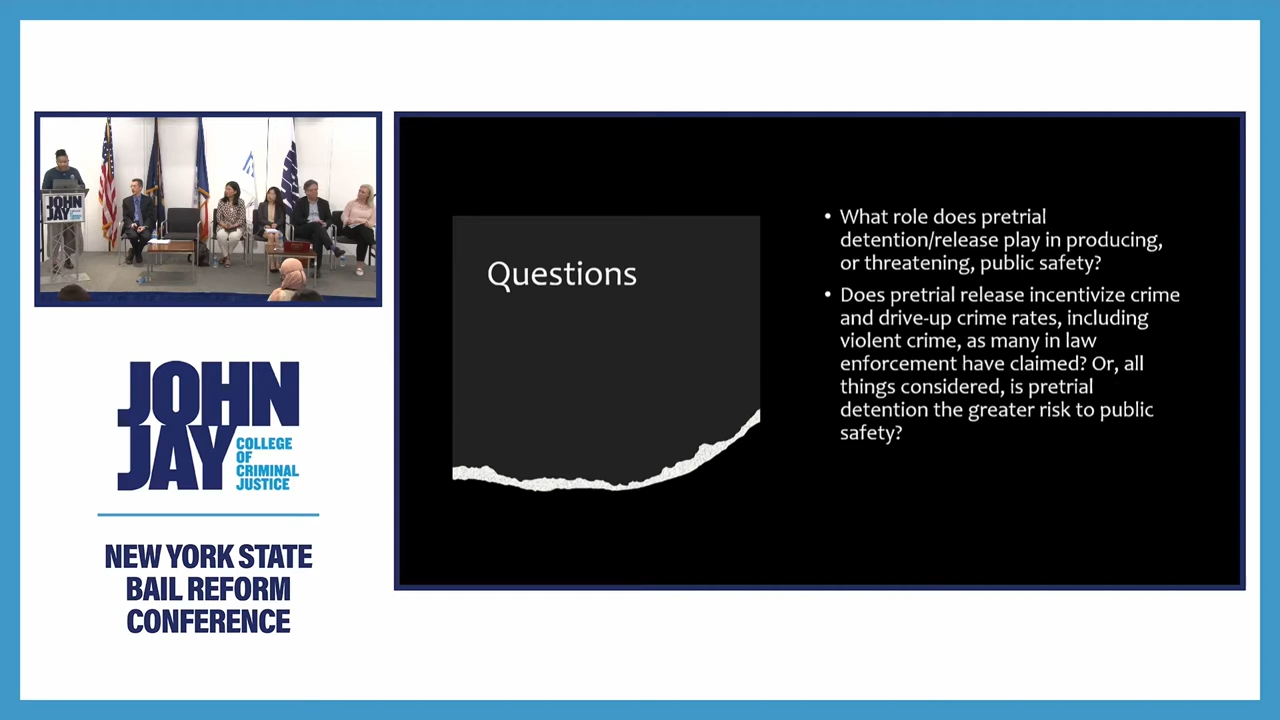 JOHN
JAY
JOHN
JAY
COLLEGE
OF
CRIMINAL
JUSTICE
NEW YORK STATE
BAIL REFORM
CONFERENCE
Questions
• What role does pretrial
detention/release play in producing,
or threatening, public safety?
• Does pretrial release incentivize crime
and drive-up crime rates, including
violent crime, as many in law
enforcement have claimed? Or, all
things considered, is pretrial
detention the greater risk to public
safety?